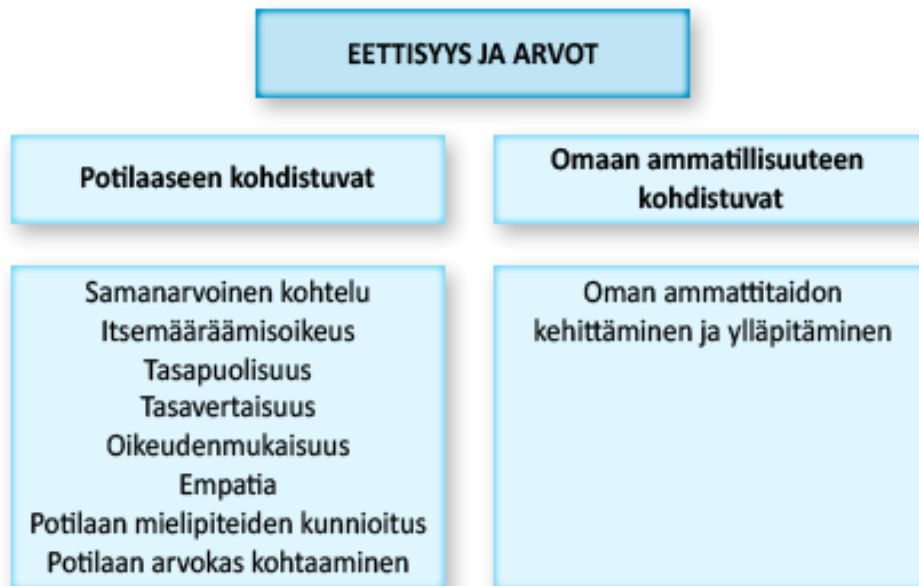 EETTISYYS JA ARVOT
Potilaaseen kohdistuvat
Omaan ammatillisuuteen
kohdistuvat
Samanarvoinen kohtelu
Itsemääräämisoikeus
Tasapuolisuus
Tasavertaisuus
Oikeudenmukaisuus
Empatia
Potilaan mielipiteiden kunnioitus
Potilaan arvokas kohtaaminen
Oman ammattitaidon
kehittäminen ja ylläpitäminen